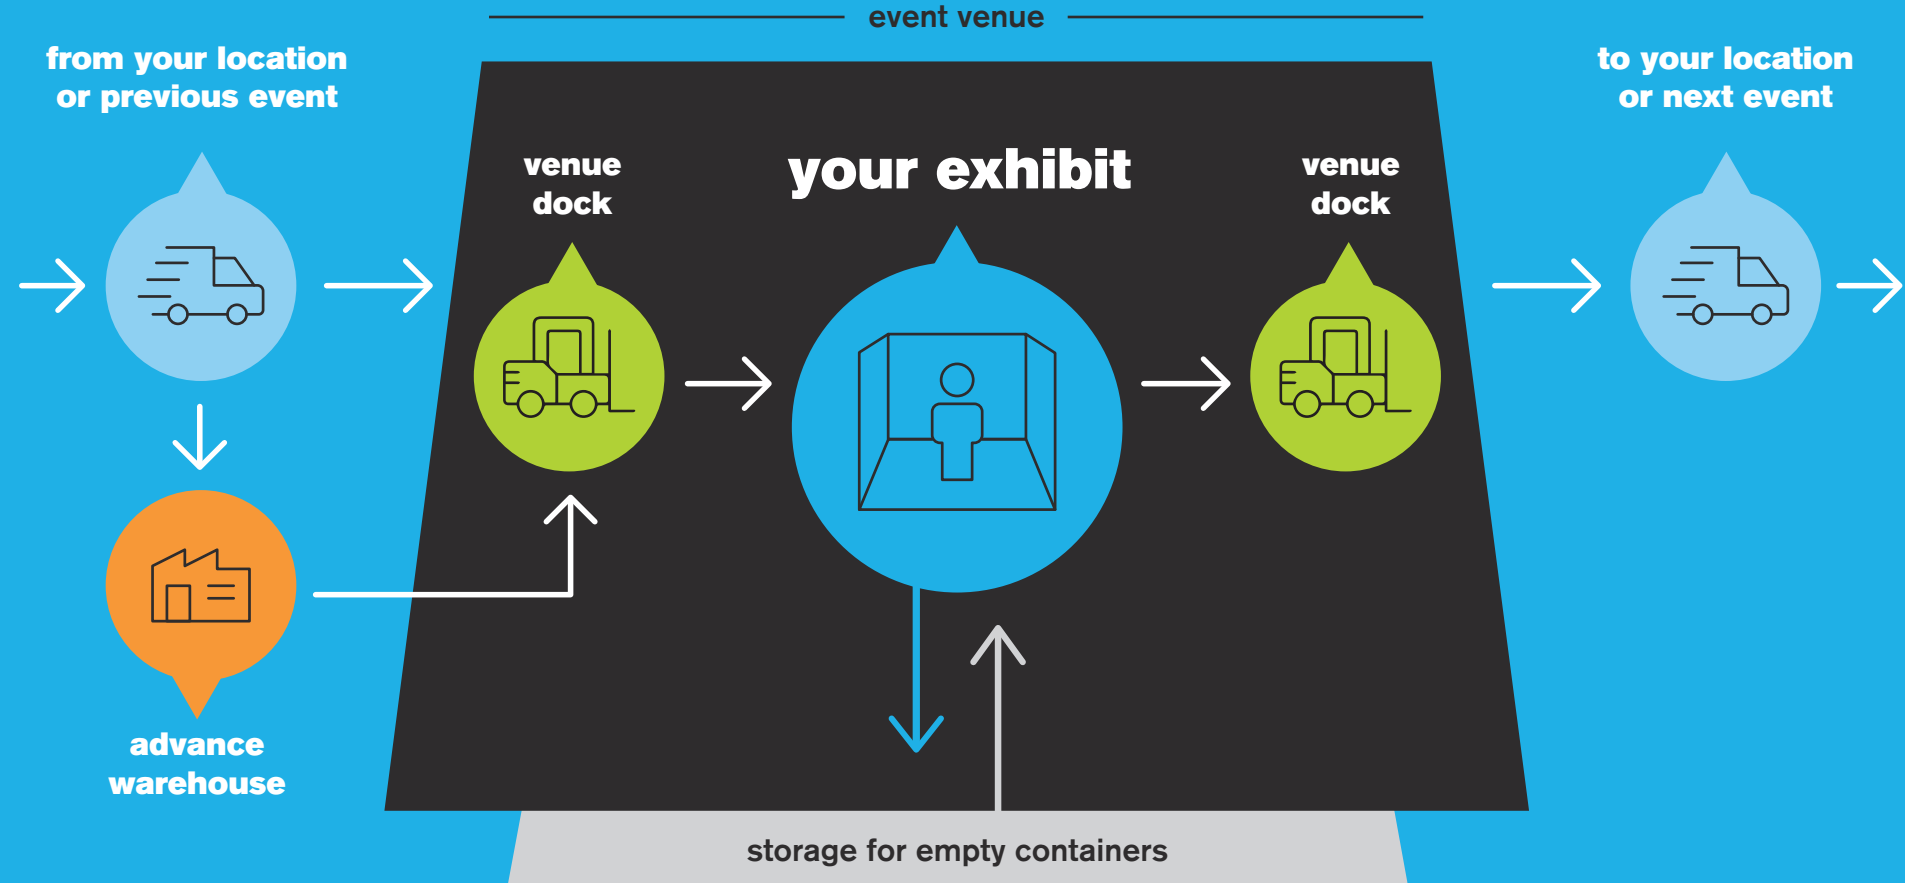 event venue
from your location
or previous event
to your location
or next event
venue
dock
your exhibit
venue
dock
advance
warehouse
storage for empty containers